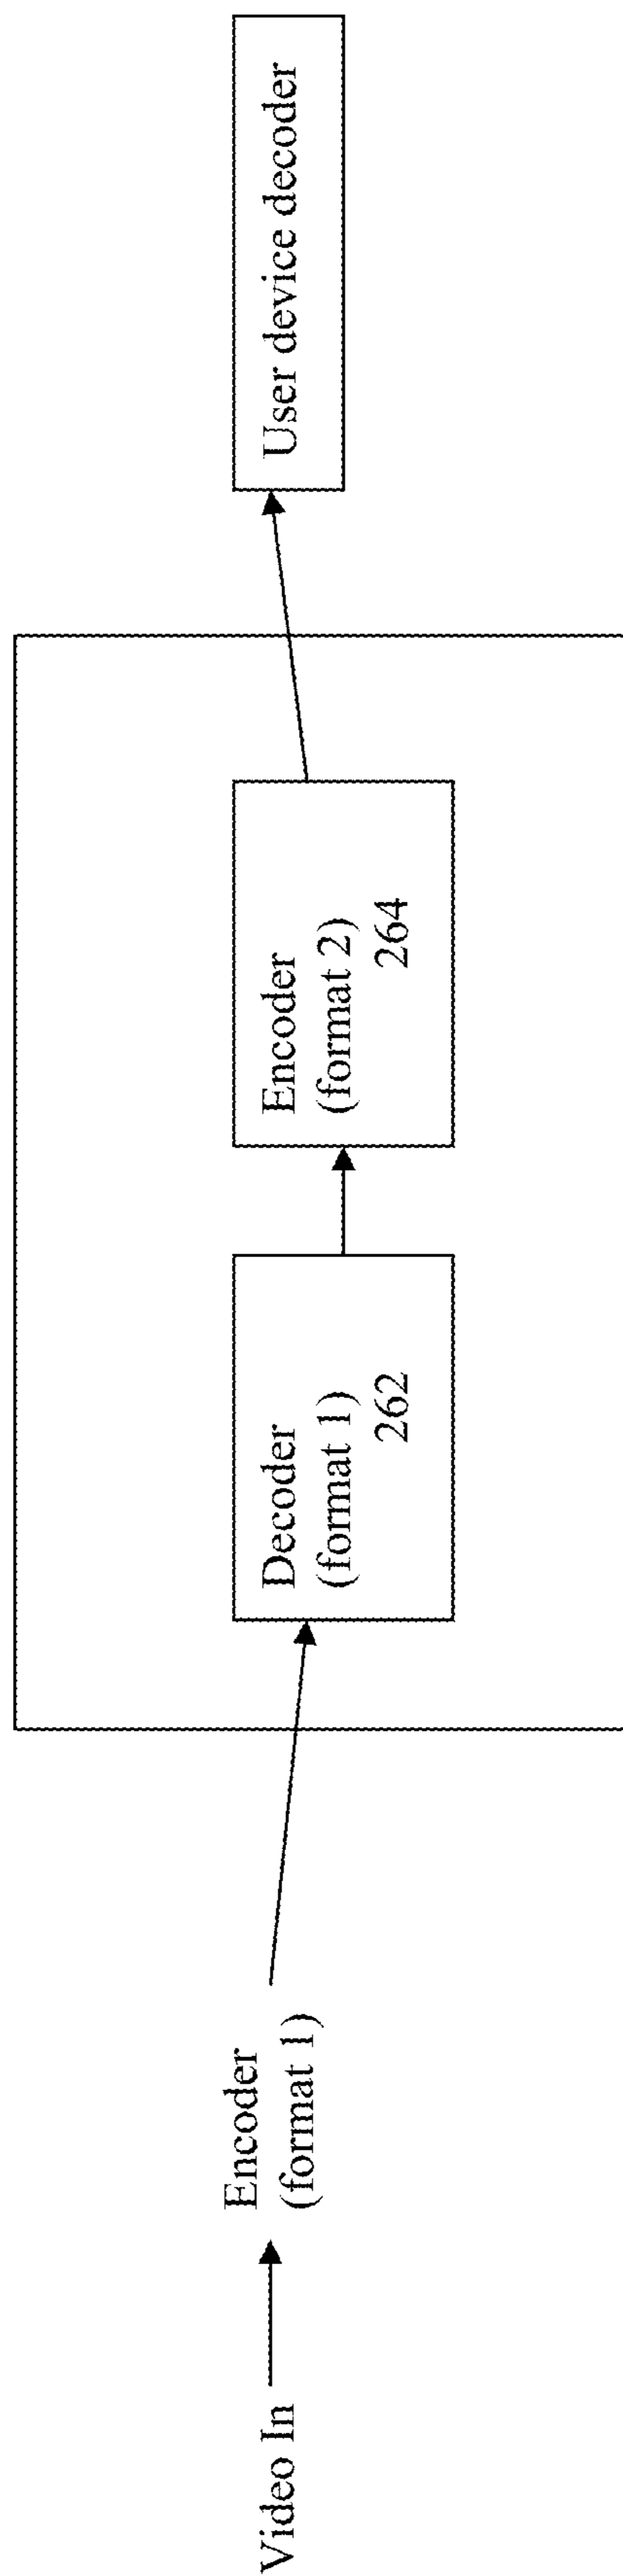 Video In
Encoder
(format 1)
Decoder
(format 1)
262
Encoder
(format 2)
264
User device decoder